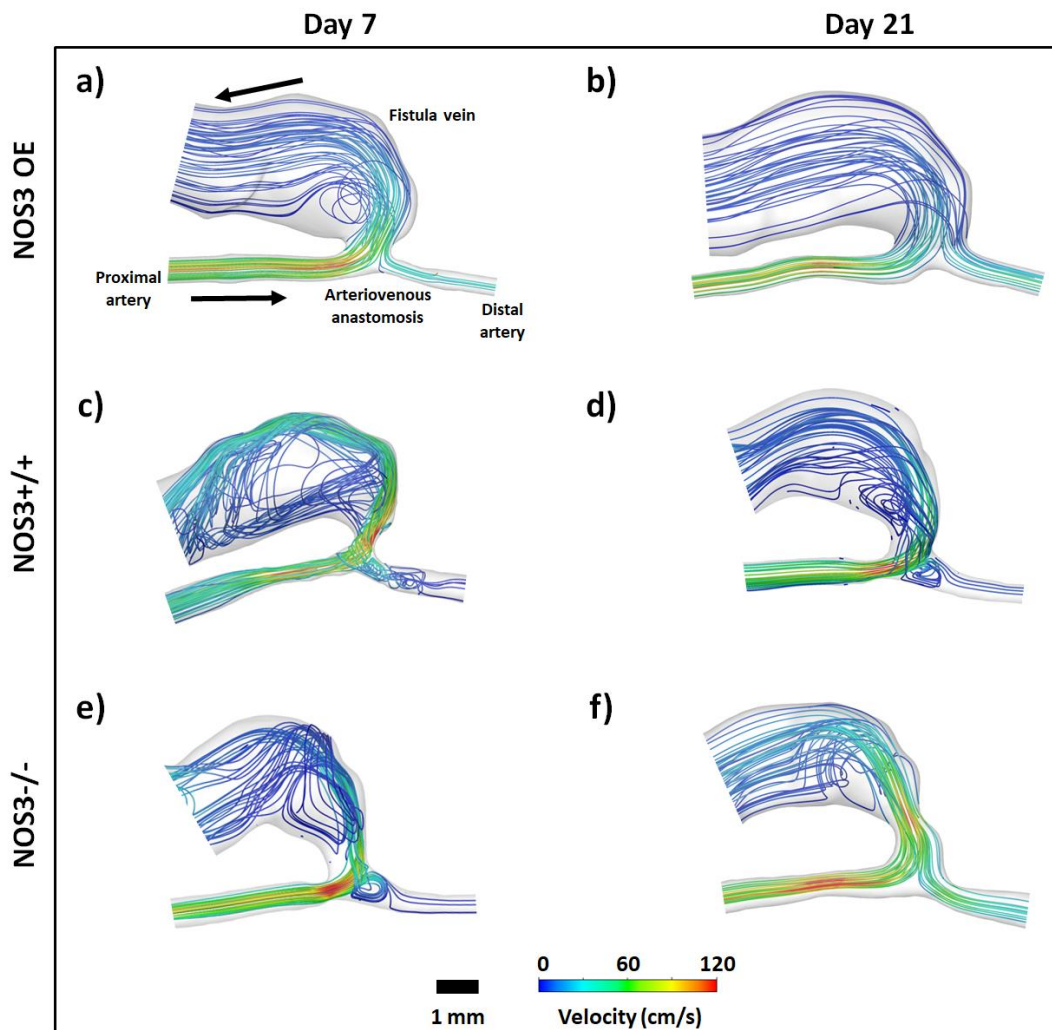 Day 7
Day 21
NOS3 OE
a)
Fistula vein
Proximal
artery
Arteriovenous
anastomosis
Distal
artery
b)
NOS3+/+
c)
d)
NOS3-/-
e)
f)
1 mm
0
60
120
Velocity (cm/s)